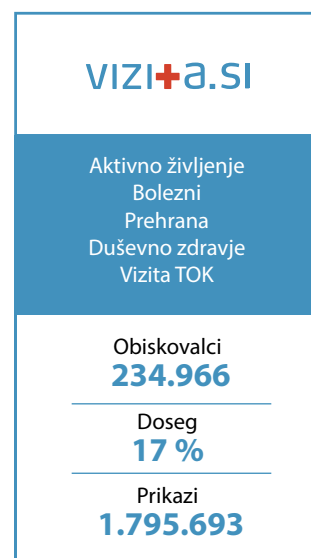 VIZITA.SI
Aktivno življenje
Bolezni
Prehrana
Duševno zdravje
Vizita TOK
Obiskovalci
234.966
Doseg
17 %
Prikazi
1.795.693